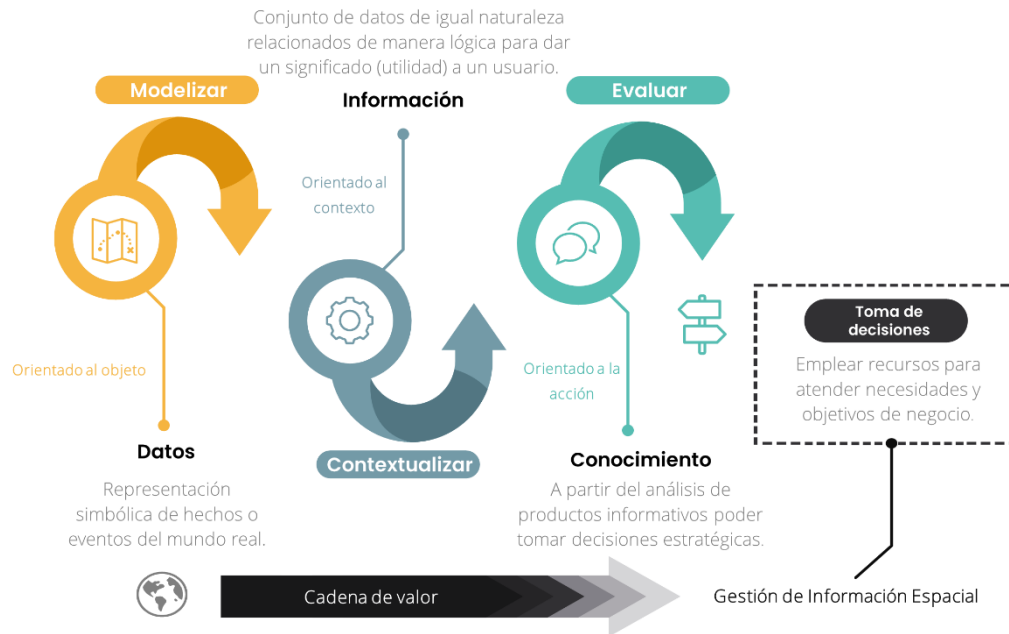 Conjunto de datos de igual naturaleza
relacionados de manera lógica para dar
un significado (utilidad) a un usuario.
Modelizar
Información
Evaluar
Orientado al
contexto
Orientado al objeto
Orientado a la
acción
Toma de
decisiones
Emplear recursos para
atender necesidades y
objetivos de negocio.
Datos
Contextualizar
Conocimiento
Representación
simbólica de hechos o
eventos del mundo real.
A partir del análisis de
productos informativos poder
tomar decisiones estratégicas.
Cadena de valor
Gestión de Información Espacial